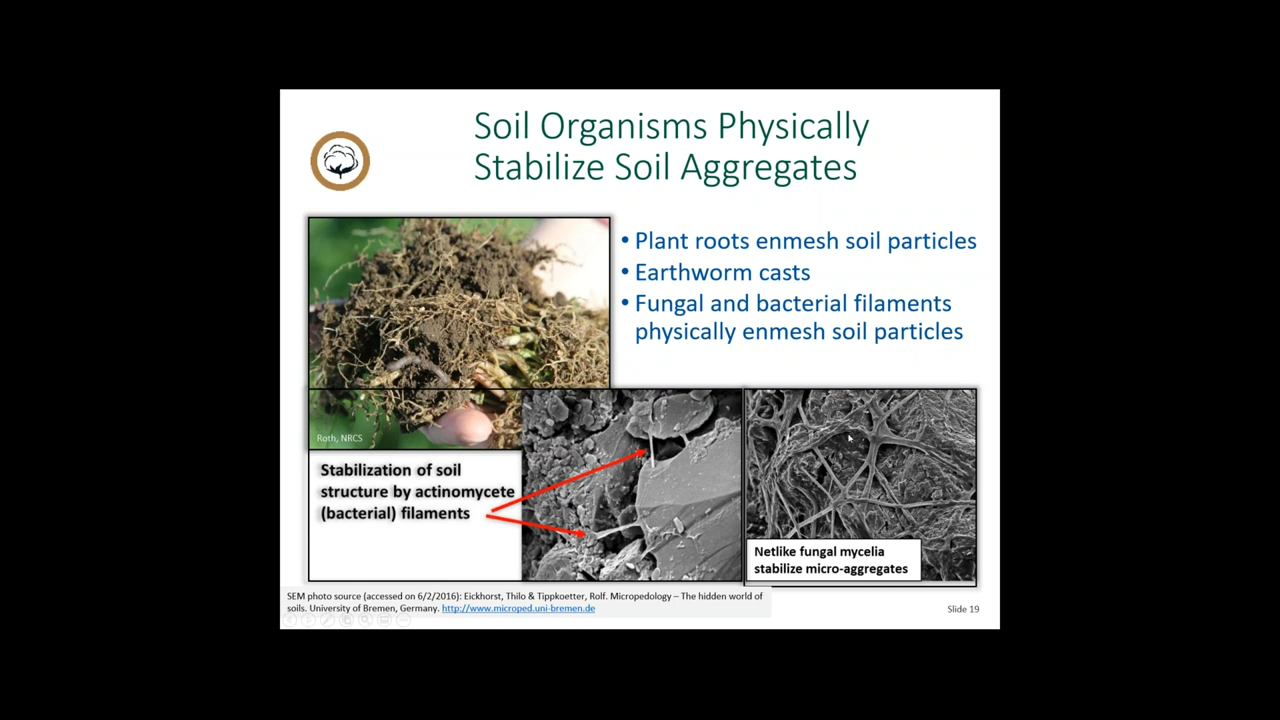 Soil Organisms Physically
Stabilize Soil Aggregates
• Plant roots enmesh soil particles
• Earthworm casts
• Fungal and bacterial filaments
physically enmesh soil particles
Roth, NRCS
Stabilization of soil
structure by actinomycete
(bacterial) filaments
Netlike fungal mycelia
stabilize micro-aggregates
SEM photo source (accessed on 6/2/2016): Eickhorst, Thilo & Tippkoetter, Rolf. Micropedology – The hidden world of
soils. University of Bremen, Germany. http://www.microped.uni-bremen.de
Slide 19